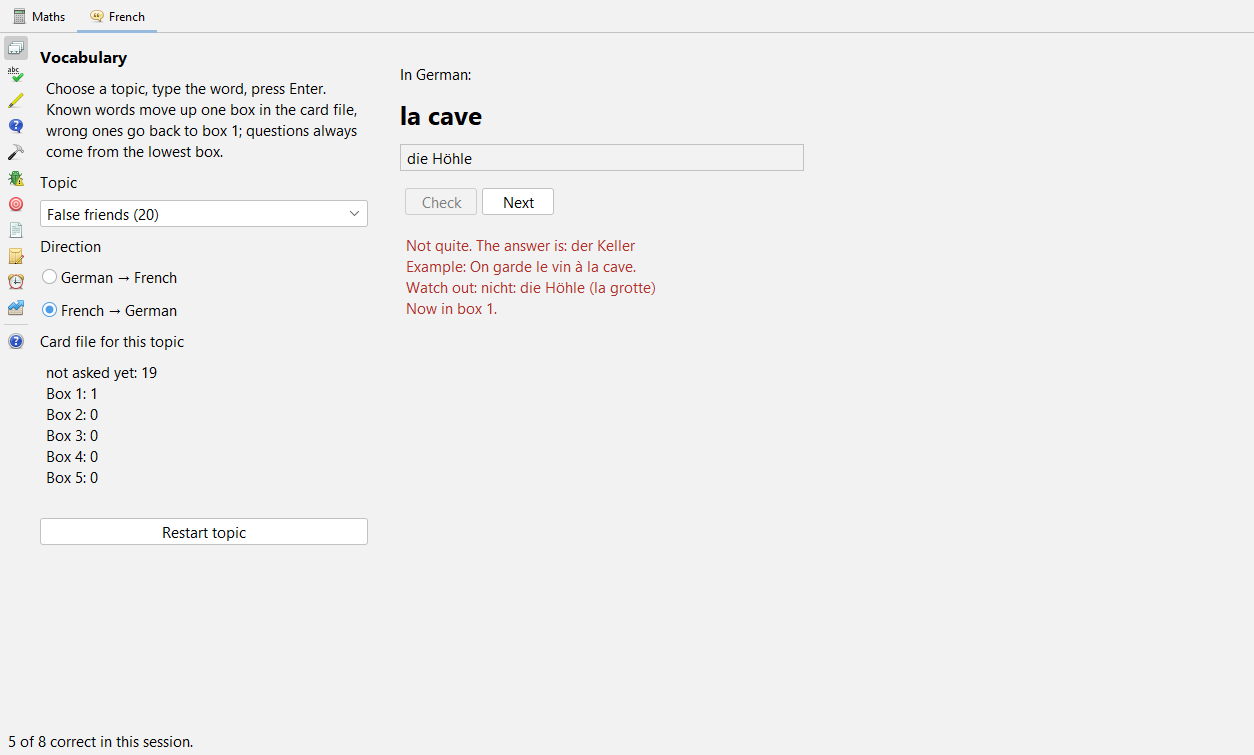 Maths
French
Vocabulary
Choose a topic, type the word, press Enter.
Known words move up one box in the card file,
wrong ones go back to box 1; questions always
come from the lowest box.
Topic
False friends (20)
Direction
German → French
French → German
Card file for this topic
not asked yet: 19
Box 1: 1
Box 2: 0
Box 3: 0
Box 4: 0
Box 5: 0
Restart topic
In German:
la cave
die Höhle
Check
Next
Not quite. The answer is: der Keller
Example: On garde le vin à la cave.
Watch out: nicht: die Höhle (la grotte)
Now in box 1.
5 of 8 correct in this session.